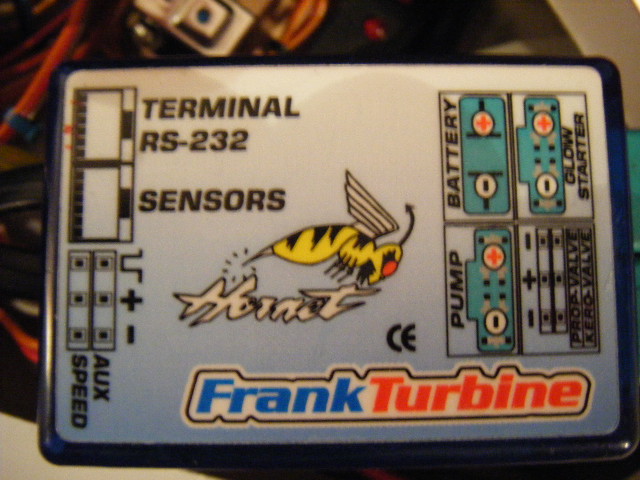 TERMINAL
RS-232
SENSORS
AUX
SPEED
BATTERY
GLOW
STARTER
PUMP
PROP-VALVE
KERO-VALVE
Hornet
CE
FrankTurbine